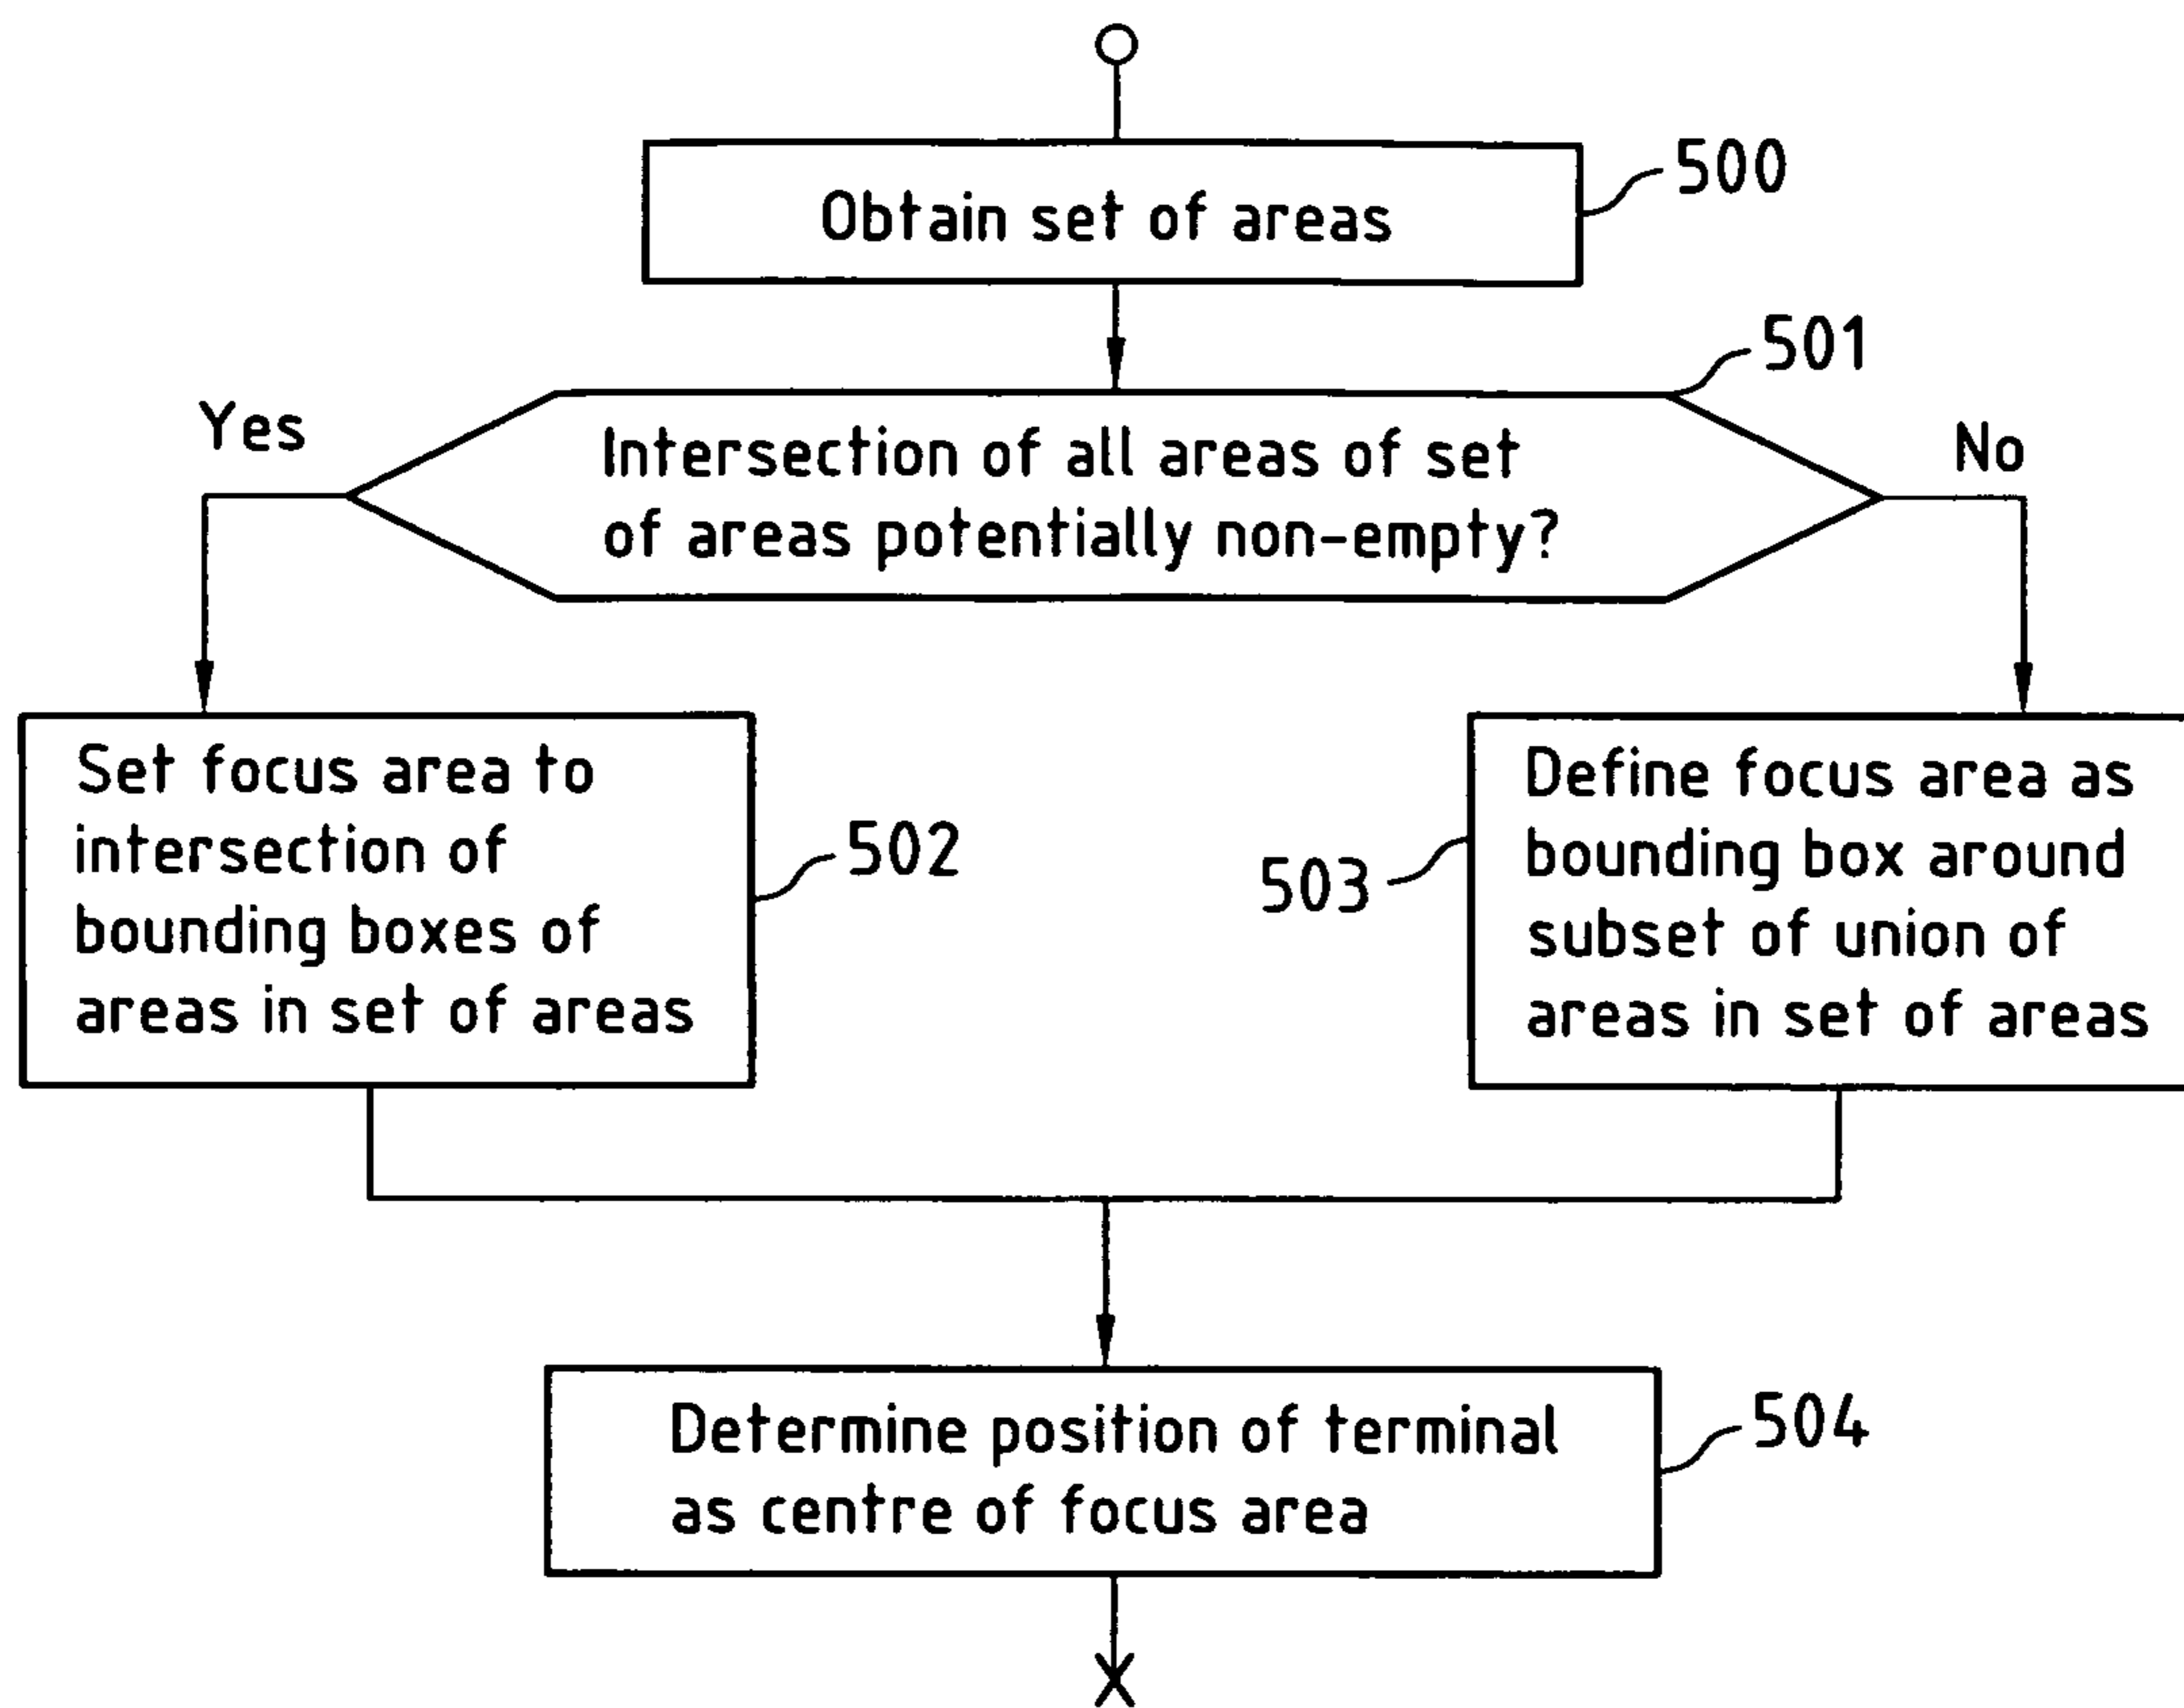 Obtain set of areas
500
501
Yes
Intersection of all areas of set
of areas potentially non-empty?
No
Set focus area to
intersection of
bounding boxes of
areas in set of areas
502
503
Define focus area as
bounding box around
subset of union of
areas in set of areas
Determine position of terminal
as centre of focus area
504